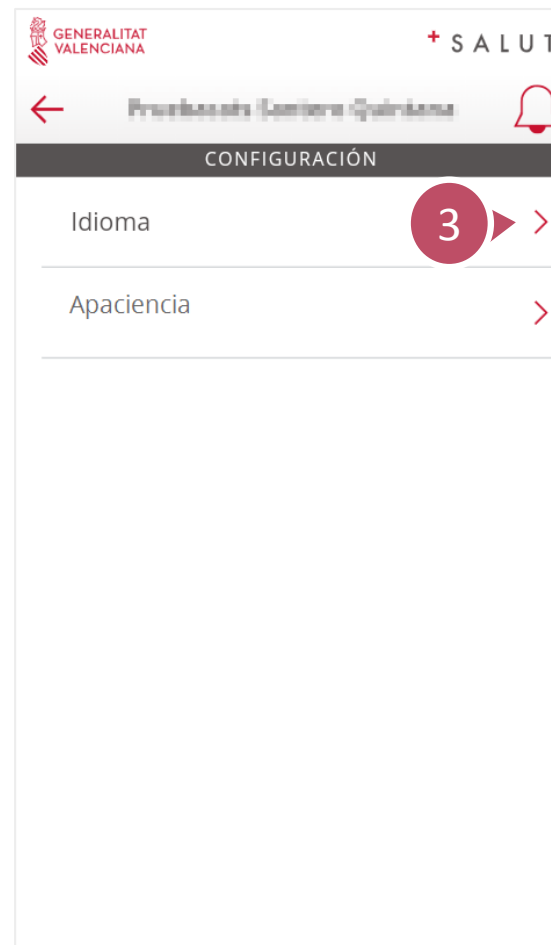 GENERALITAT
VALENCIANA
+ SALUT
CONFIGURACIÓN
Idioma
3
Apaciencia